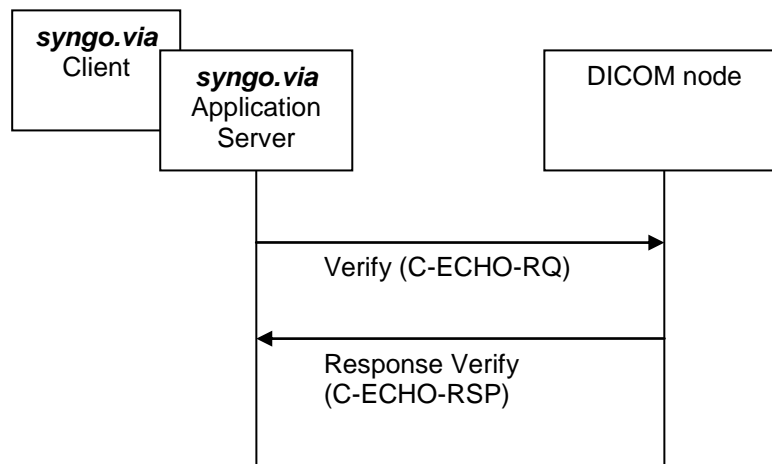 syngo.via
Client
syngo.via
Application
Server
DICOM node
Verify (C-ECHO-RQ)
Response Verify
(C-ECHO-RSP)